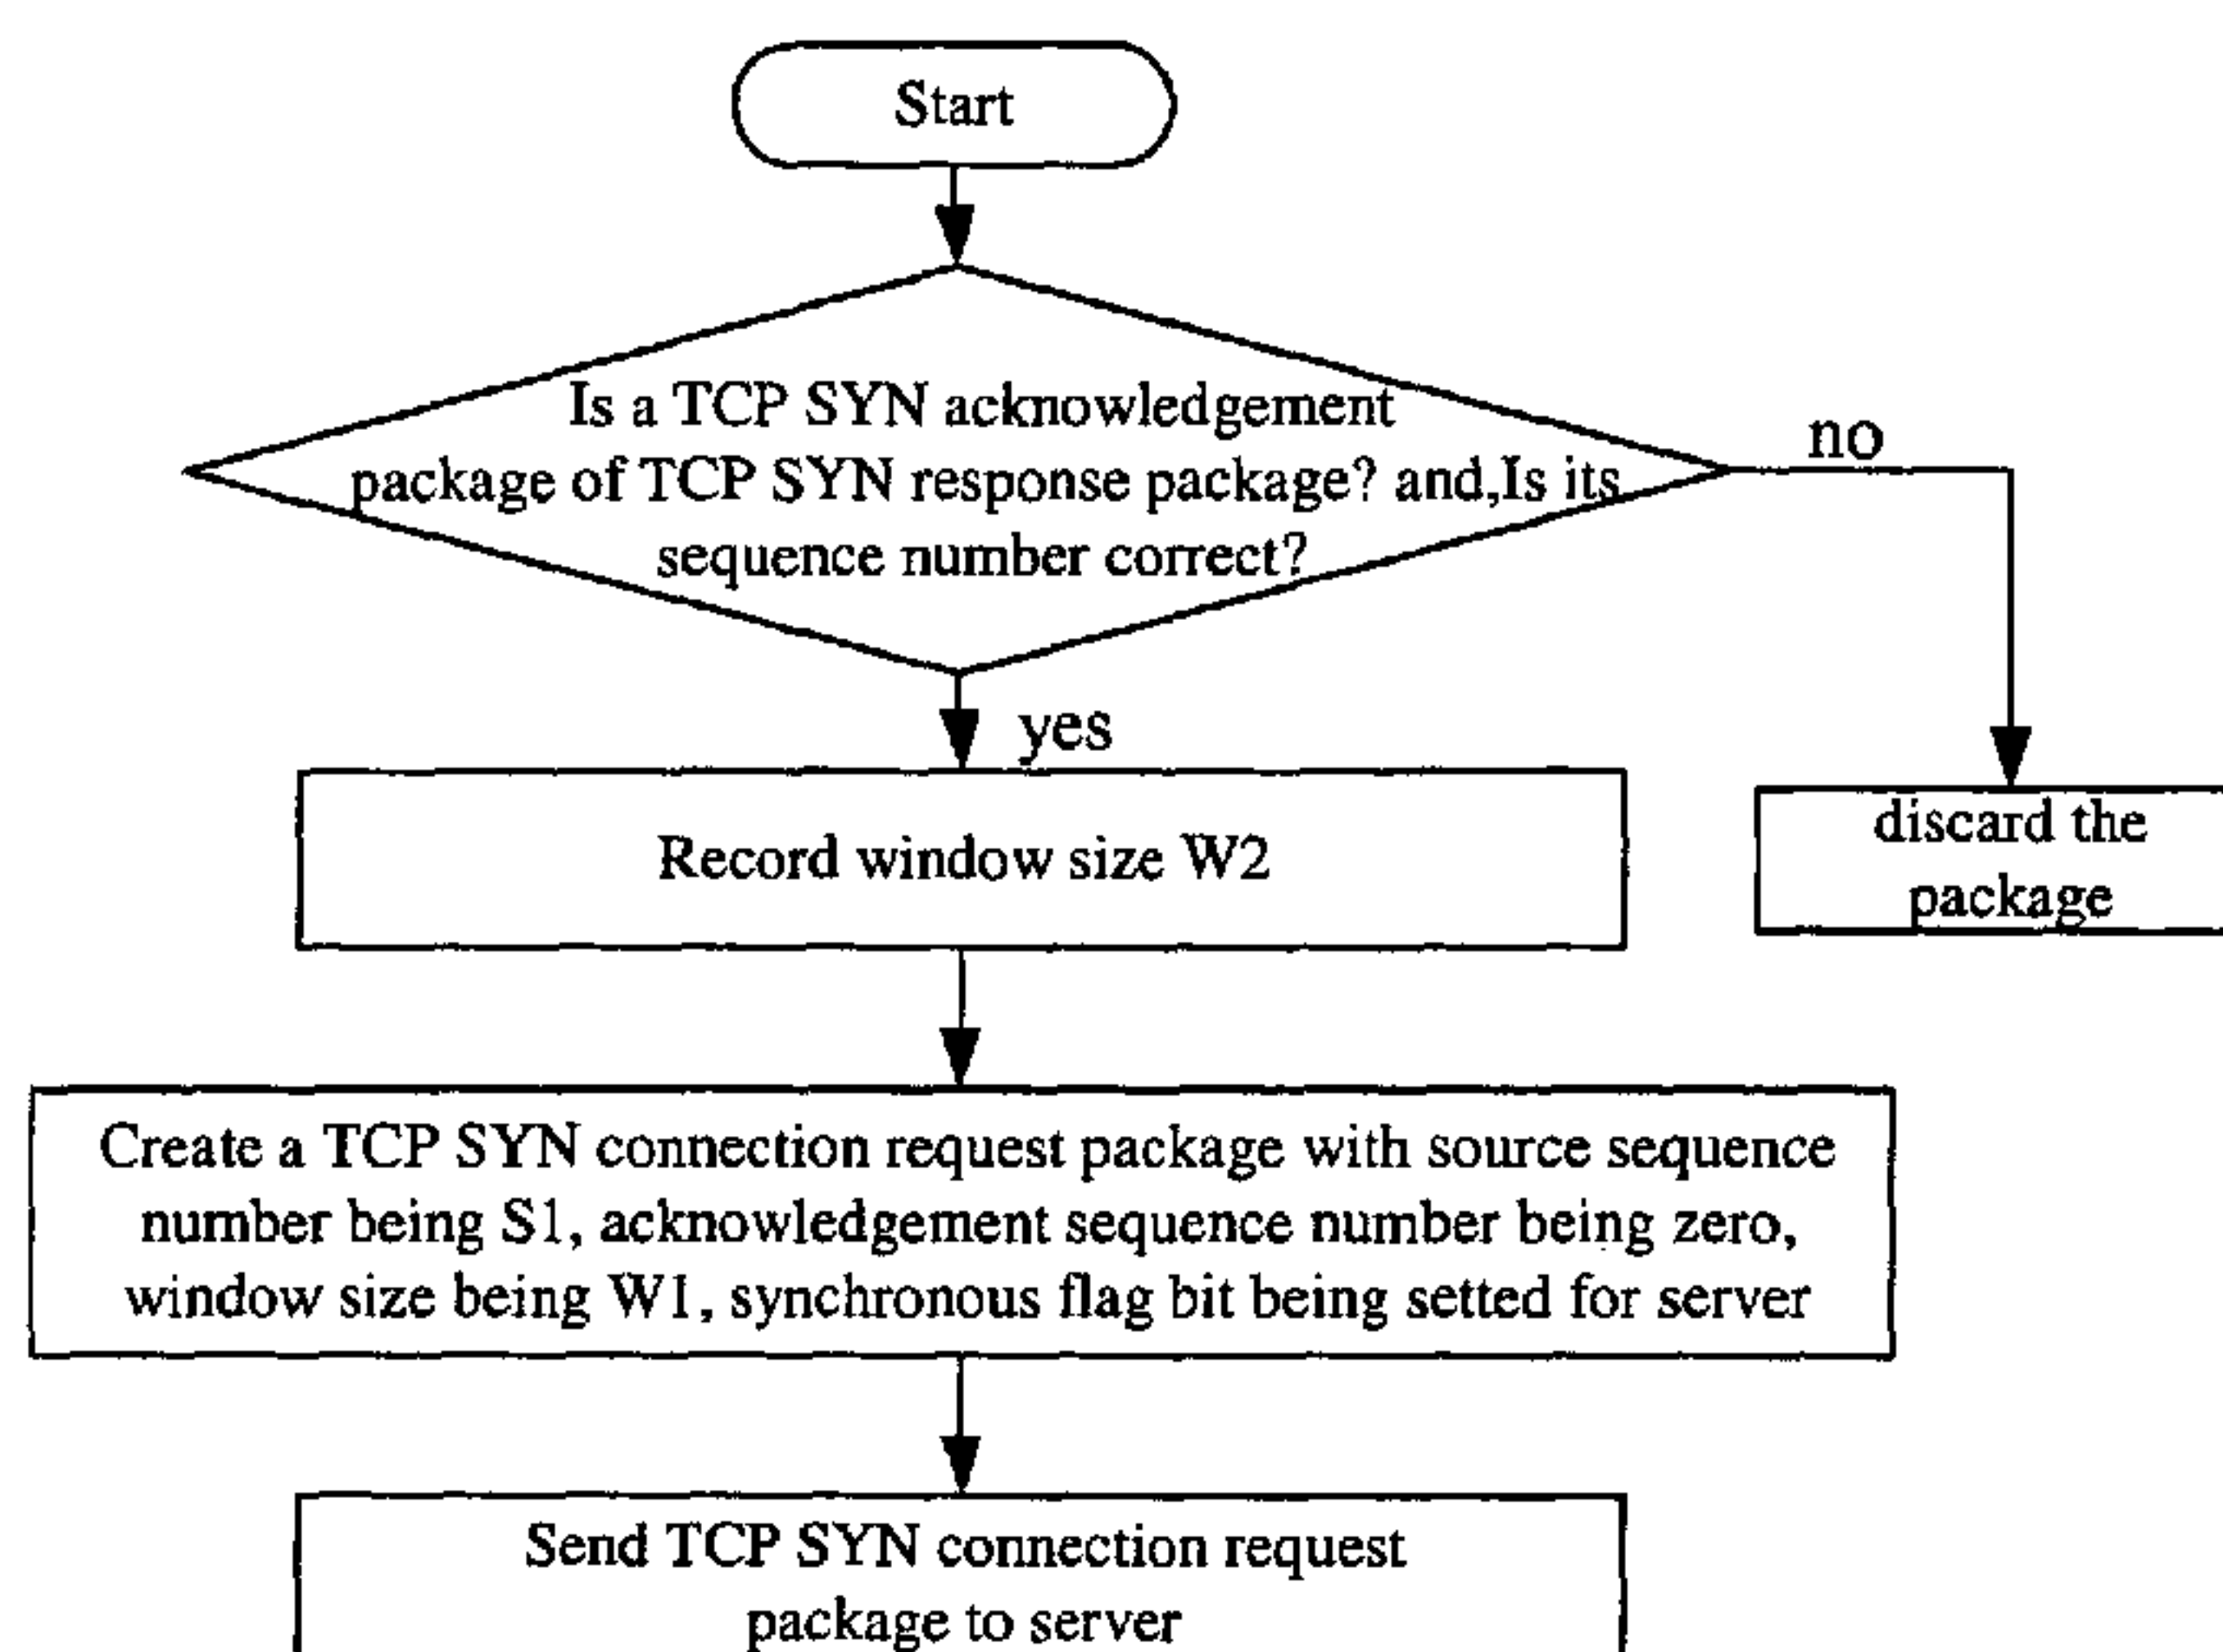 Start
Is a TCP SYN acknowledgement
package of TCP SYN response package? and,Is its
sequence number correct?
no
yes
Record window size W2
discard the
package
Create a TCP SYN connection request package with source sequence
number being S1, acknowledgement sequence number being zero,
window size being W1, synchronous flag bit being setted for server
Send TCP SYN connection request
package to server